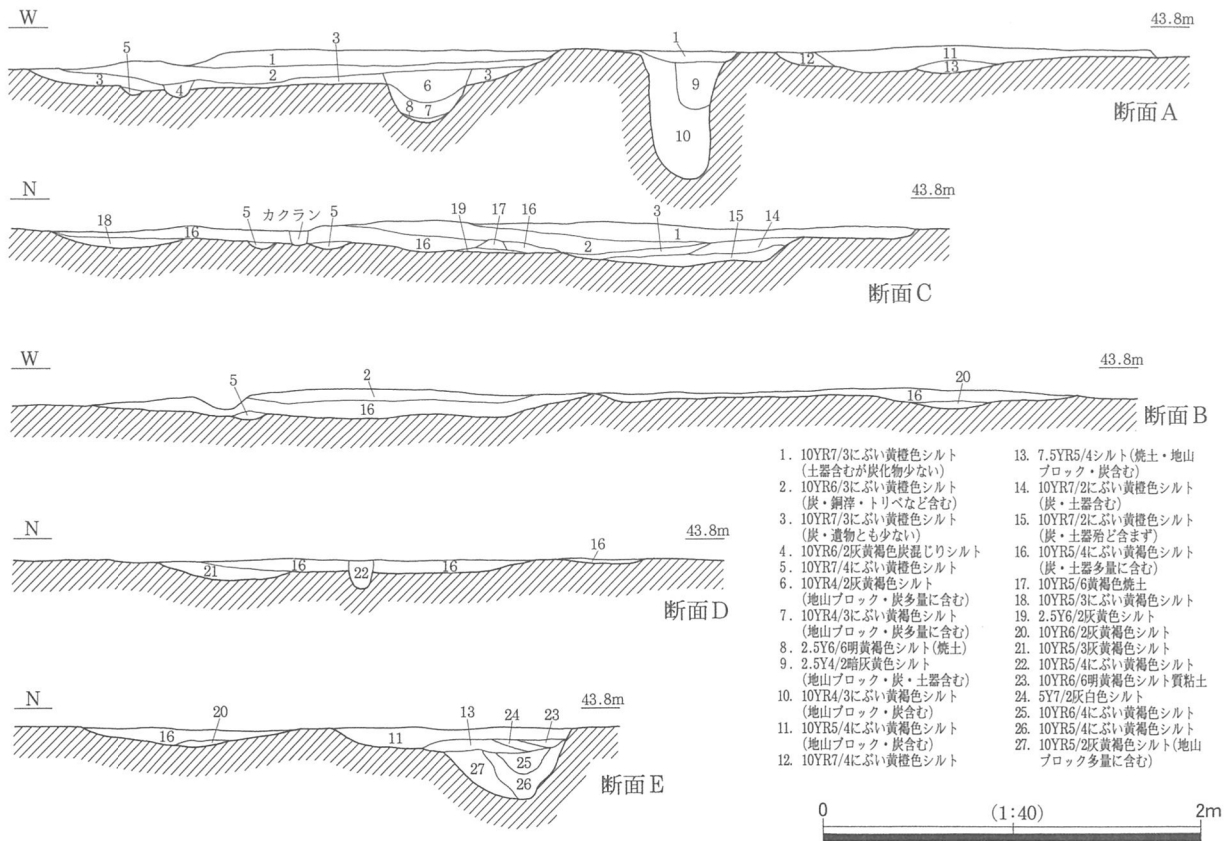 W
43.8m
5
3
1
11
1
2
12
13
3
6
3
9
4
8
7
10
断面A
N
43.8m
18
5
カクラン
5
19
17
16
3
15
14
16
1
16
2
断面C
W
43.8m
5
2
20
16
16
断面B
N
43.8m
16
21
16
22
16
断面D
N
43.8m
20
13
24
23
16
11
25
27
26
断面E
1. 10YR7/3にぶい黄橙色シルト
(土器含むが炭化物少ない)
2. 10YR6/3にぶい黄橙色シルト
(炭・銅滓・トリベなど含む)
3. 10YR7/3にぶい黄橙色シルト
(炭・遺物とも少ない)
4. 10YR6/2灰黄褐色炭混じりシルト
5. 10YR7/4にぶい黄橙色シルト
6. 10YR4/2灰黄褐色シルト
(地山ブロック・炭多量に含む)
7. 10YR4/3にぶい黄褐色シルト
(地山ブロック・炭多量に含む)
8. 2.5Y6/6明黄褐色シルト(焼土)
9. 2.5Y4/2暗灰黄色シルト
(地山ブロック・炭・土器含む)
10. 10YR4/3にぶい黄褐色シルト
(地山ブロック・炭含む)
11. 10YR5/4にぶい黄褐色シルト
(地山ブロック・炭含む)
12. 10YR7/4にぶい黄橙色シルト
13. 7.5YR5/4シルト(焼土・地山
ブロック・炭含む)
14. 10YR7/2にぶい黄橙色シルト
(炭・土器含む)
15. 10YR7/2にぶい黄橙色シルト
(炭・土器殆ど含まず)
16. 10YR5/4にぶい黄褐色シルト
(炭・土器多量に含む)
17. 10YR5/6黄褐色焼土
18. 10YR5/3にぶい黄褐色シルト
19. 2.5Y6/2灰黄色シルト
20. 10YR6/2灰黄褐色シルト
21. 10YR5/3灰黄褐色シルト
22. 10YR5/4にぶい黄褐色シルト
23. 10YR6/6明黄褐色シルト質粘土
24. 5Y7/2灰白色シルト
25. 10YR6/4にぶい黄褐色シルト
26. 10YR5/4にぶい黄褐色シルト
27. 10YR5/2灰黄褐色シルト(地山
ブロック多量に含む)
0
(1:40)
2m